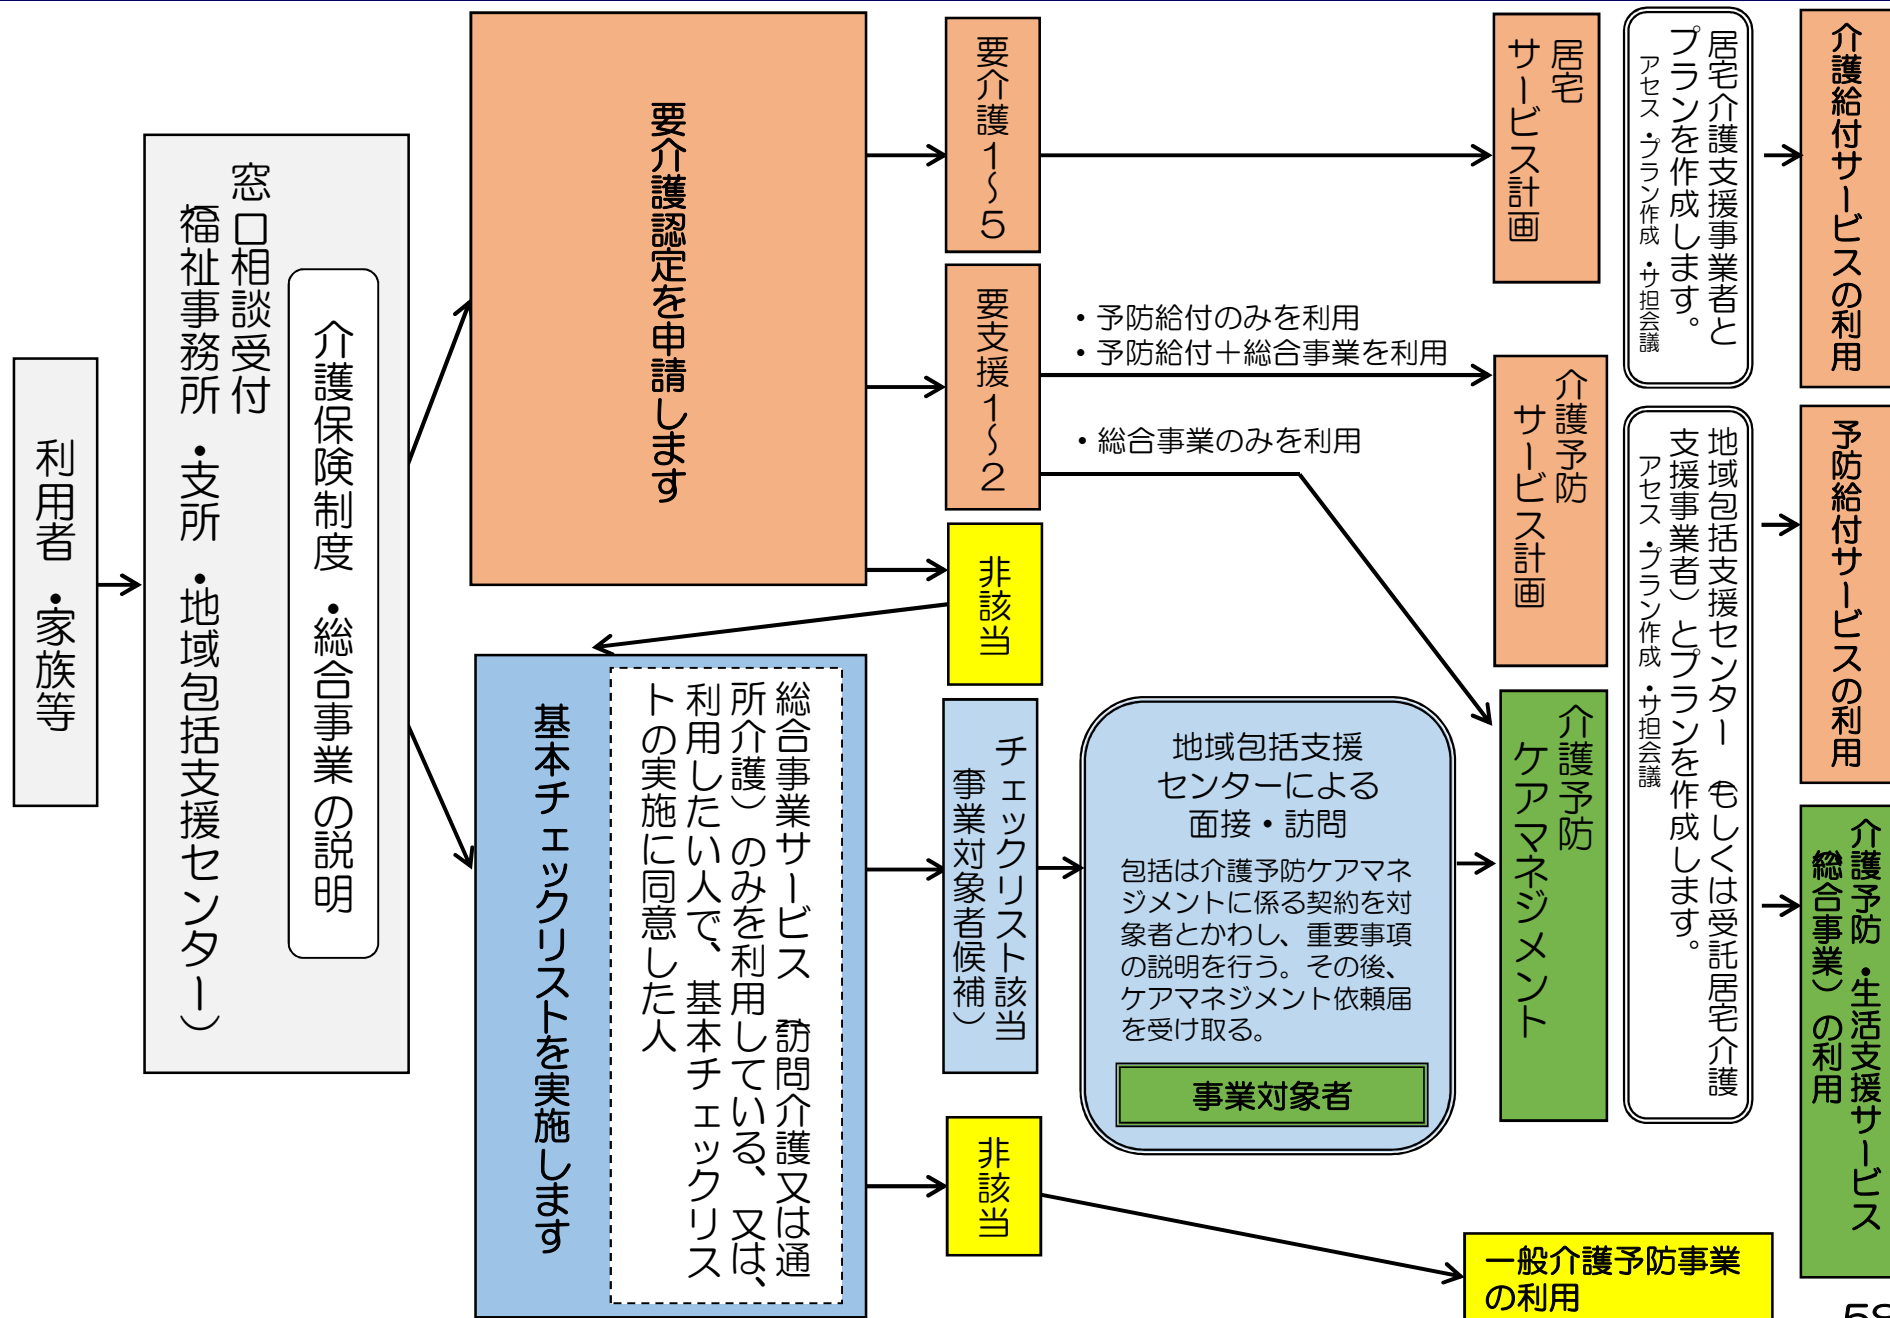 利用者・家族等
窓口相談受付
（福祉事務所・支所・地域包括支援センター）
介護保険制度・総合事業の説明
要介護認定を申請します
要介護１～５
要支援１～２
非該当
・予防給付のみを利用
・予防給付＋総合事業を利用
・総合事業のみを利用
居宅
サービス計画
介護予防
サービス計画
居宅介護支援事業者と
プランを作成します。
アセス・プラン作成・サ担会議
介護給付サービスの利用
予防給付サービスの利用
基本チェックリストを実施します
総合事業サービス（訪問介護又は通
所介護）のみを利用している、又は、
利用したい人で、基本チェックリス
トの実施に同意した人
チェックリスト該当
（事業対象者候補）
非該当
地域包括支援
センターによる
面接・訪問
包括は介護予防ケアマネ
ジメントに係る契約を対
象者とかわし、重要事項
の説明を行う。その後、
ケアマネジメント依頼届
を受け取る。
事業対象者
介護予防
ケアマネジメント
地域包括支援センター（もしくは受託居宅介護
支援事業者）とプランを作成します。
アセス・プラン作成・サ担会議
介護予防・生活支援サービス
（総合事業）の利用
一般介護予防事業
の利用